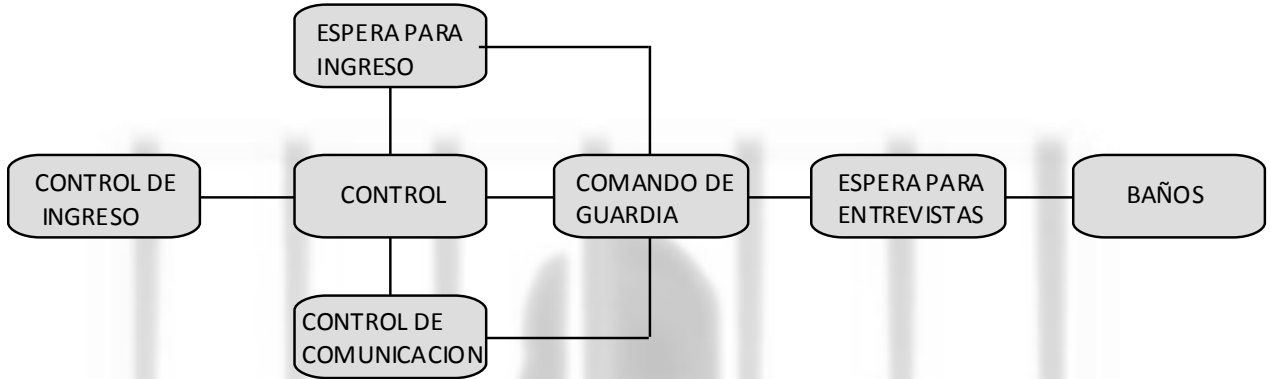 ESPERA PARA
INGRESO
CONTROL DE
INGRESO
CONTROL
COMANDO DE
GUARDIA
ESPERA PARA
ENTREVISTAS
BAÑOS
CONTROL DE
COMUNICACION